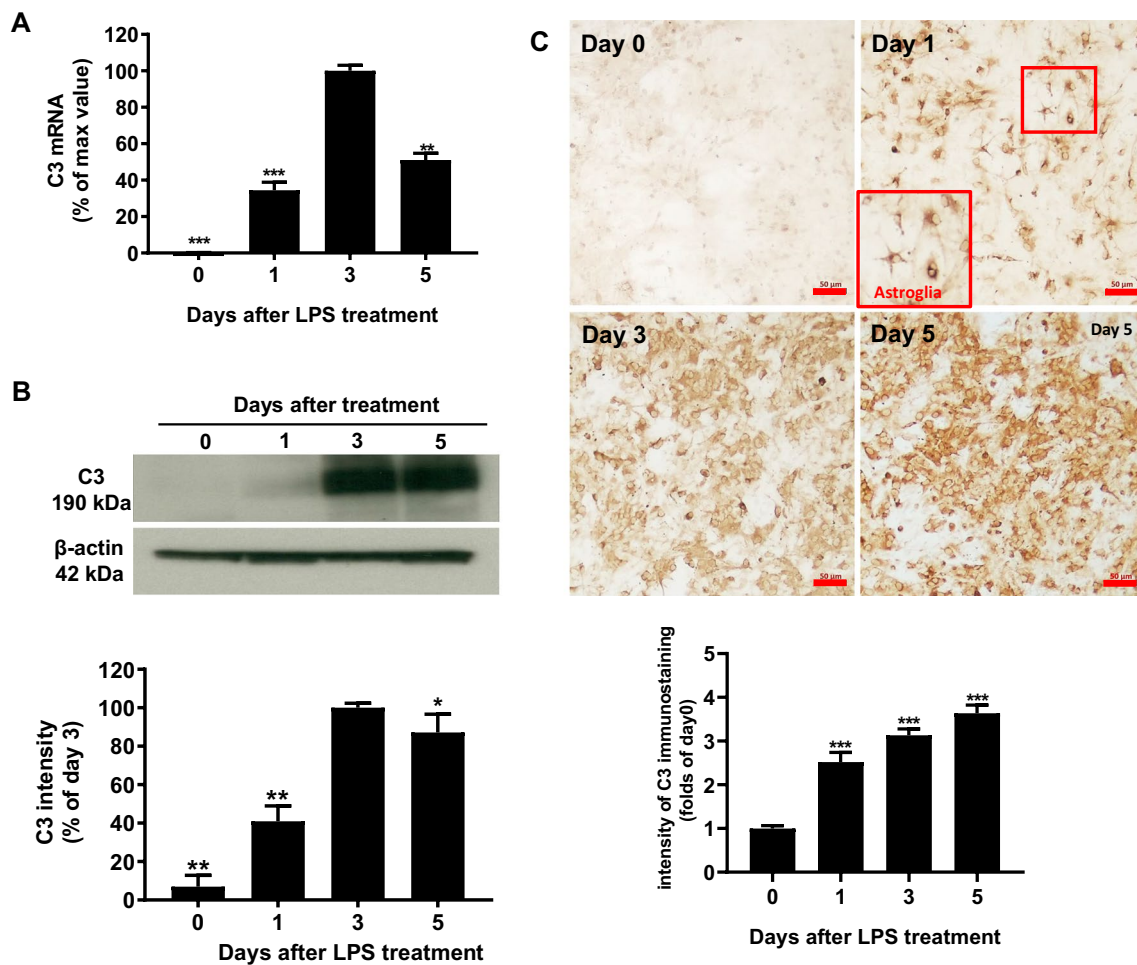 A
C3 mRNA
(% of max value)
120
100
80
60
40
20
0
***
***
**
0 1 3 5
Days after LPS treatment
B
Days after treatment
0 1 3 5
C3
190 kDa
β-actin
42 kDa
C3 intensity
(% of day 3)
120
100
80
60
40
20
0
**
**
*
0 1 3 5
Days after LPS treatment
C
Day 0
50 µm
Day 1
Astroglia
50 µm
Day 3
50 µm
Day 5
Day 5
50 µm
intensity of C3 immunostaining
(folds of day0)
5
4
3
2
1
0
***
***
***
0 1 3 5
Days after LPS treatment